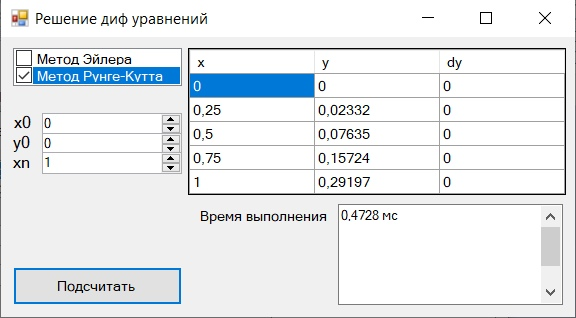 Решение диф уравнений
Метод Эйлера
Метод Рунге-Кутта
x0 0
y0 0
xn 1
x y dy
0 0 0
0,25 0,02332 0
0,5 0,07635 0
0,75 0,15724 0
1 0,29197 0
Время выполнения 0,4728 мс
Подсчитать